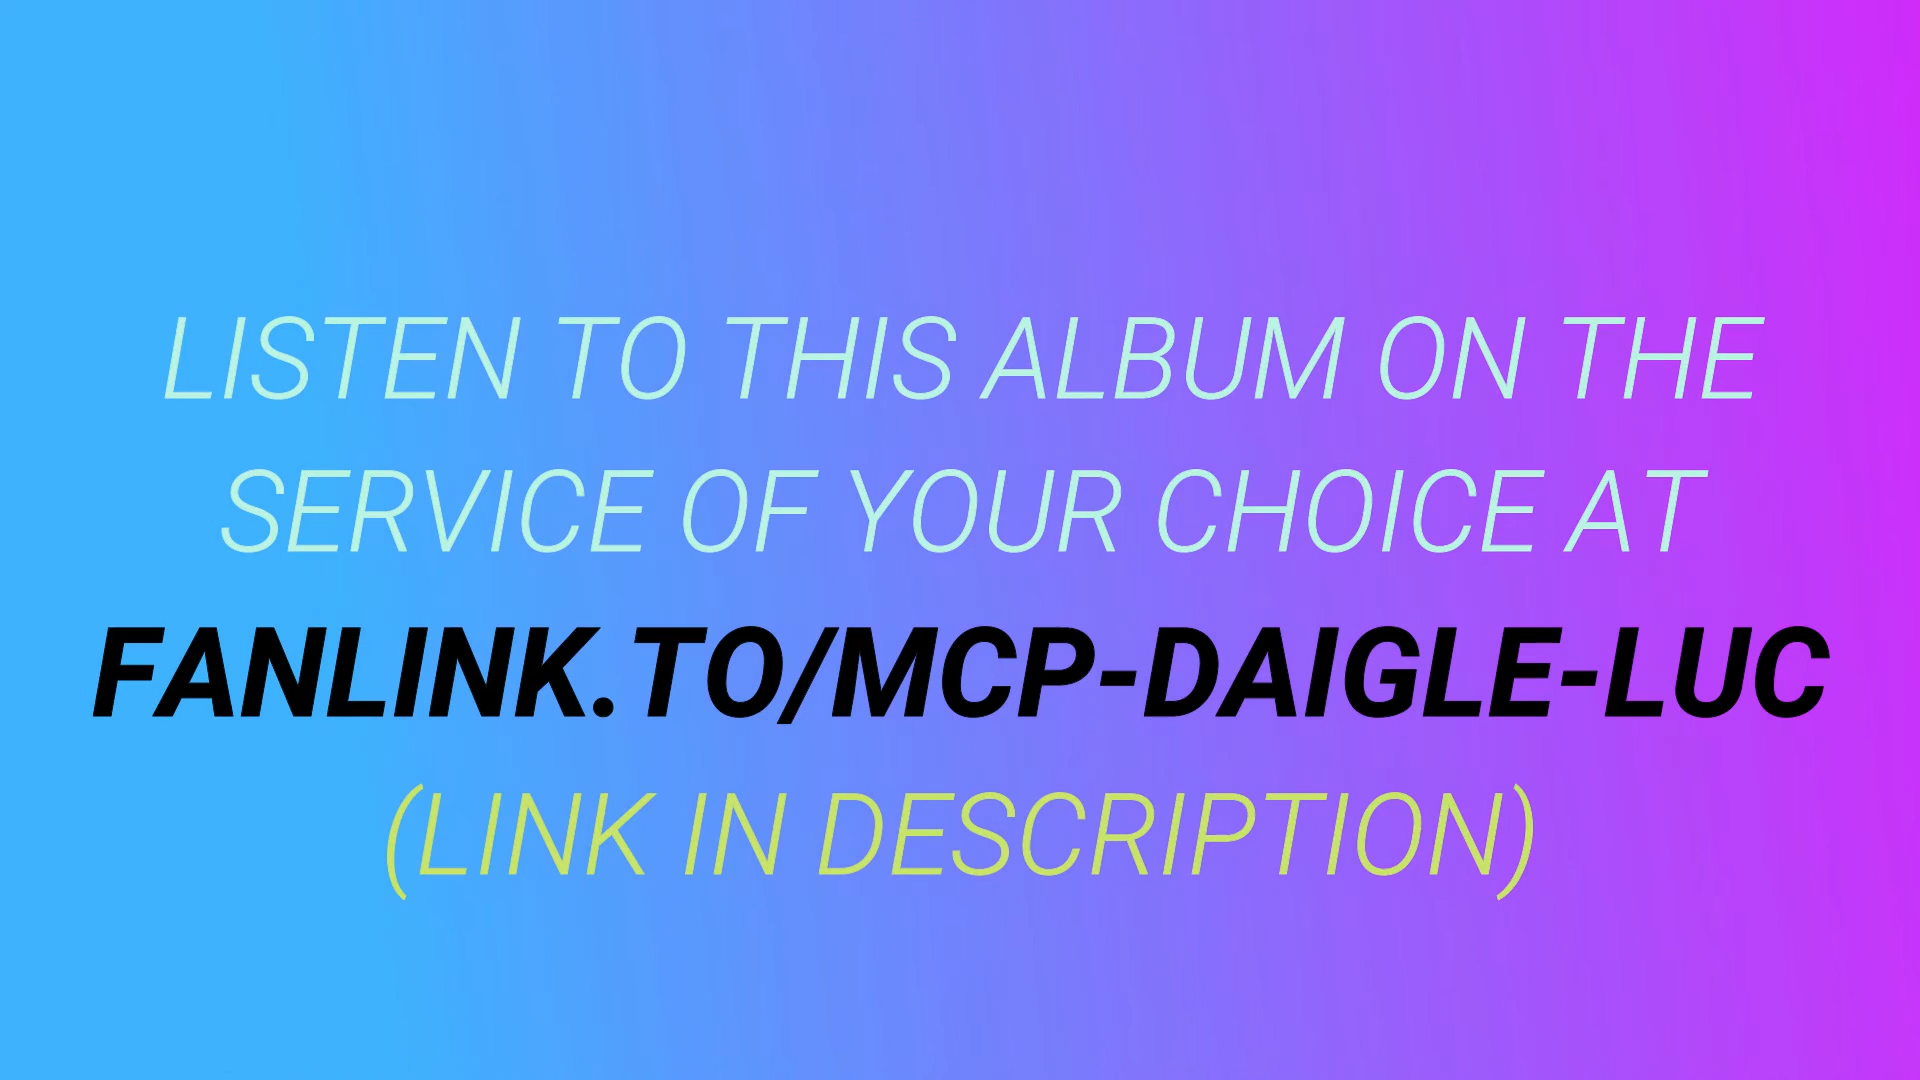 LISTEN TO THIS ALBUM ON THE
SERVICE OF YOUR CHOICE AT
FANLINK.TO/MCP-DAIGLE-LUC
(LINK IN DESCRIPTION)